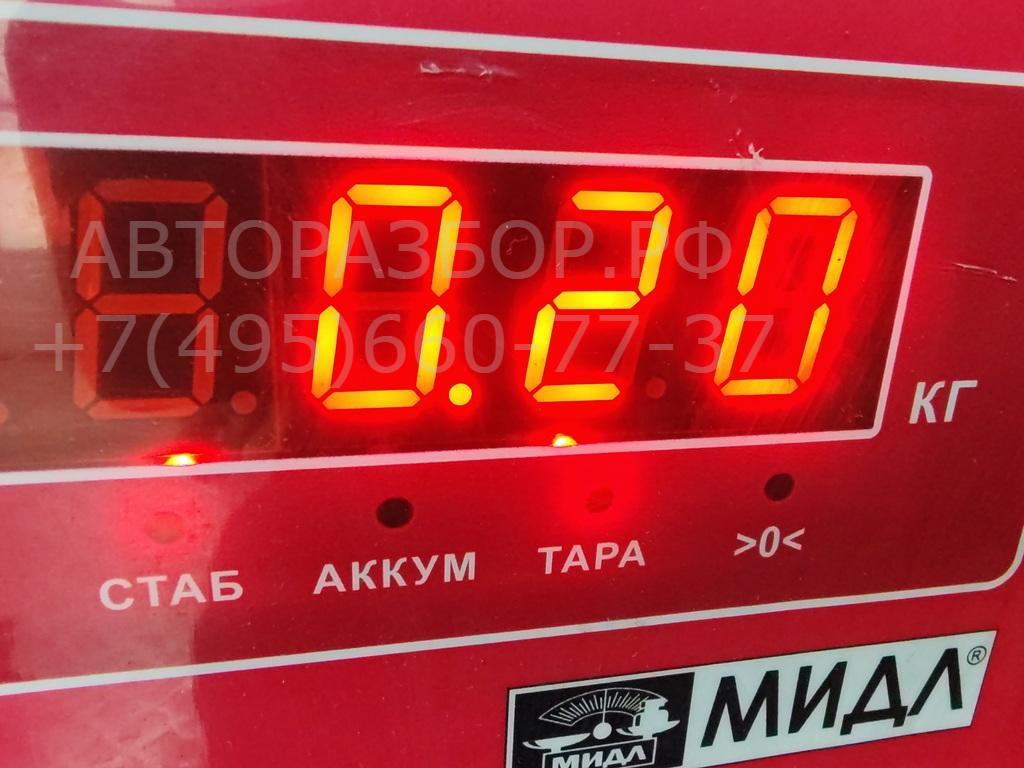 АВТОРАЗБОР.РФ
+7(495)660-77-37
0.20
КГ
СТАБ АККУМ ТАРА >0<
МИДЛ МИДЛ®